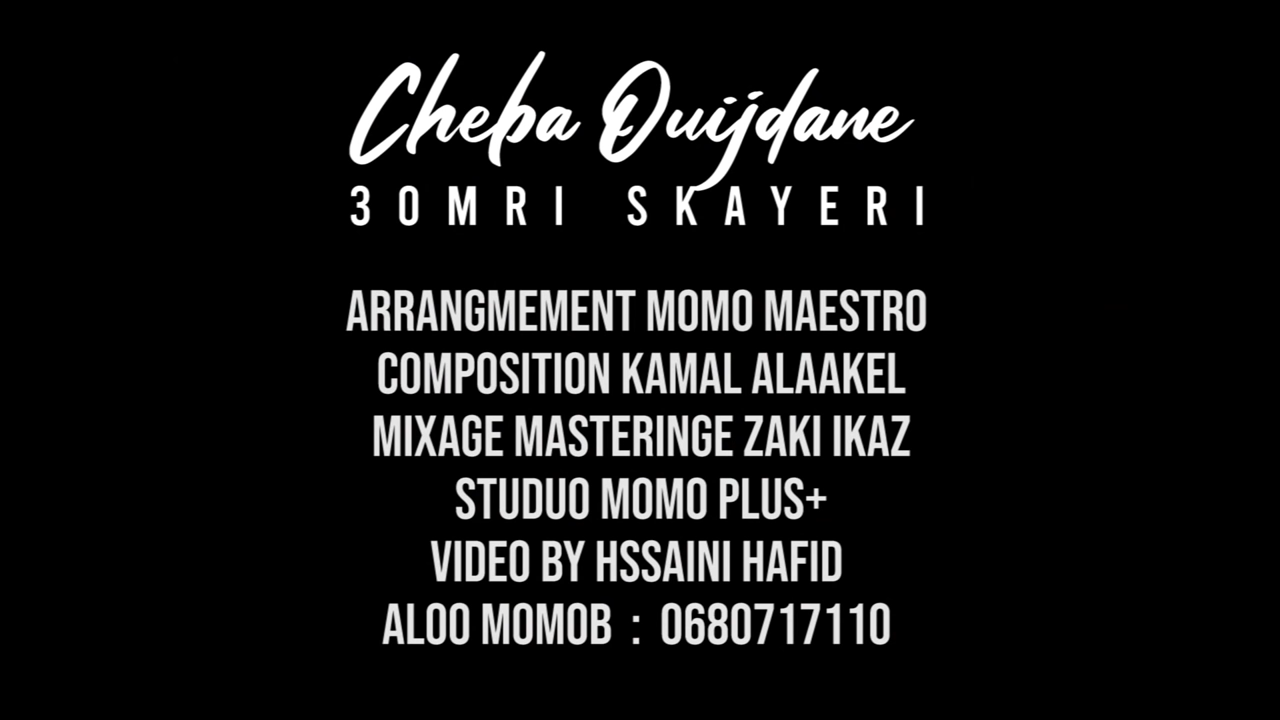 Cheba Ouijdane
3OMRI SKAYERI
ARRANGMEMENT MOMO MAESTRO
COMPOSITION KAMAL ALAAKEL
MIXAGE MASTERINGE ZAKI IKAZ
STUDUO MOMO PLUS+
VIDEO BY HSSAINI HAFID
ALOO MOMOB : 0680717110